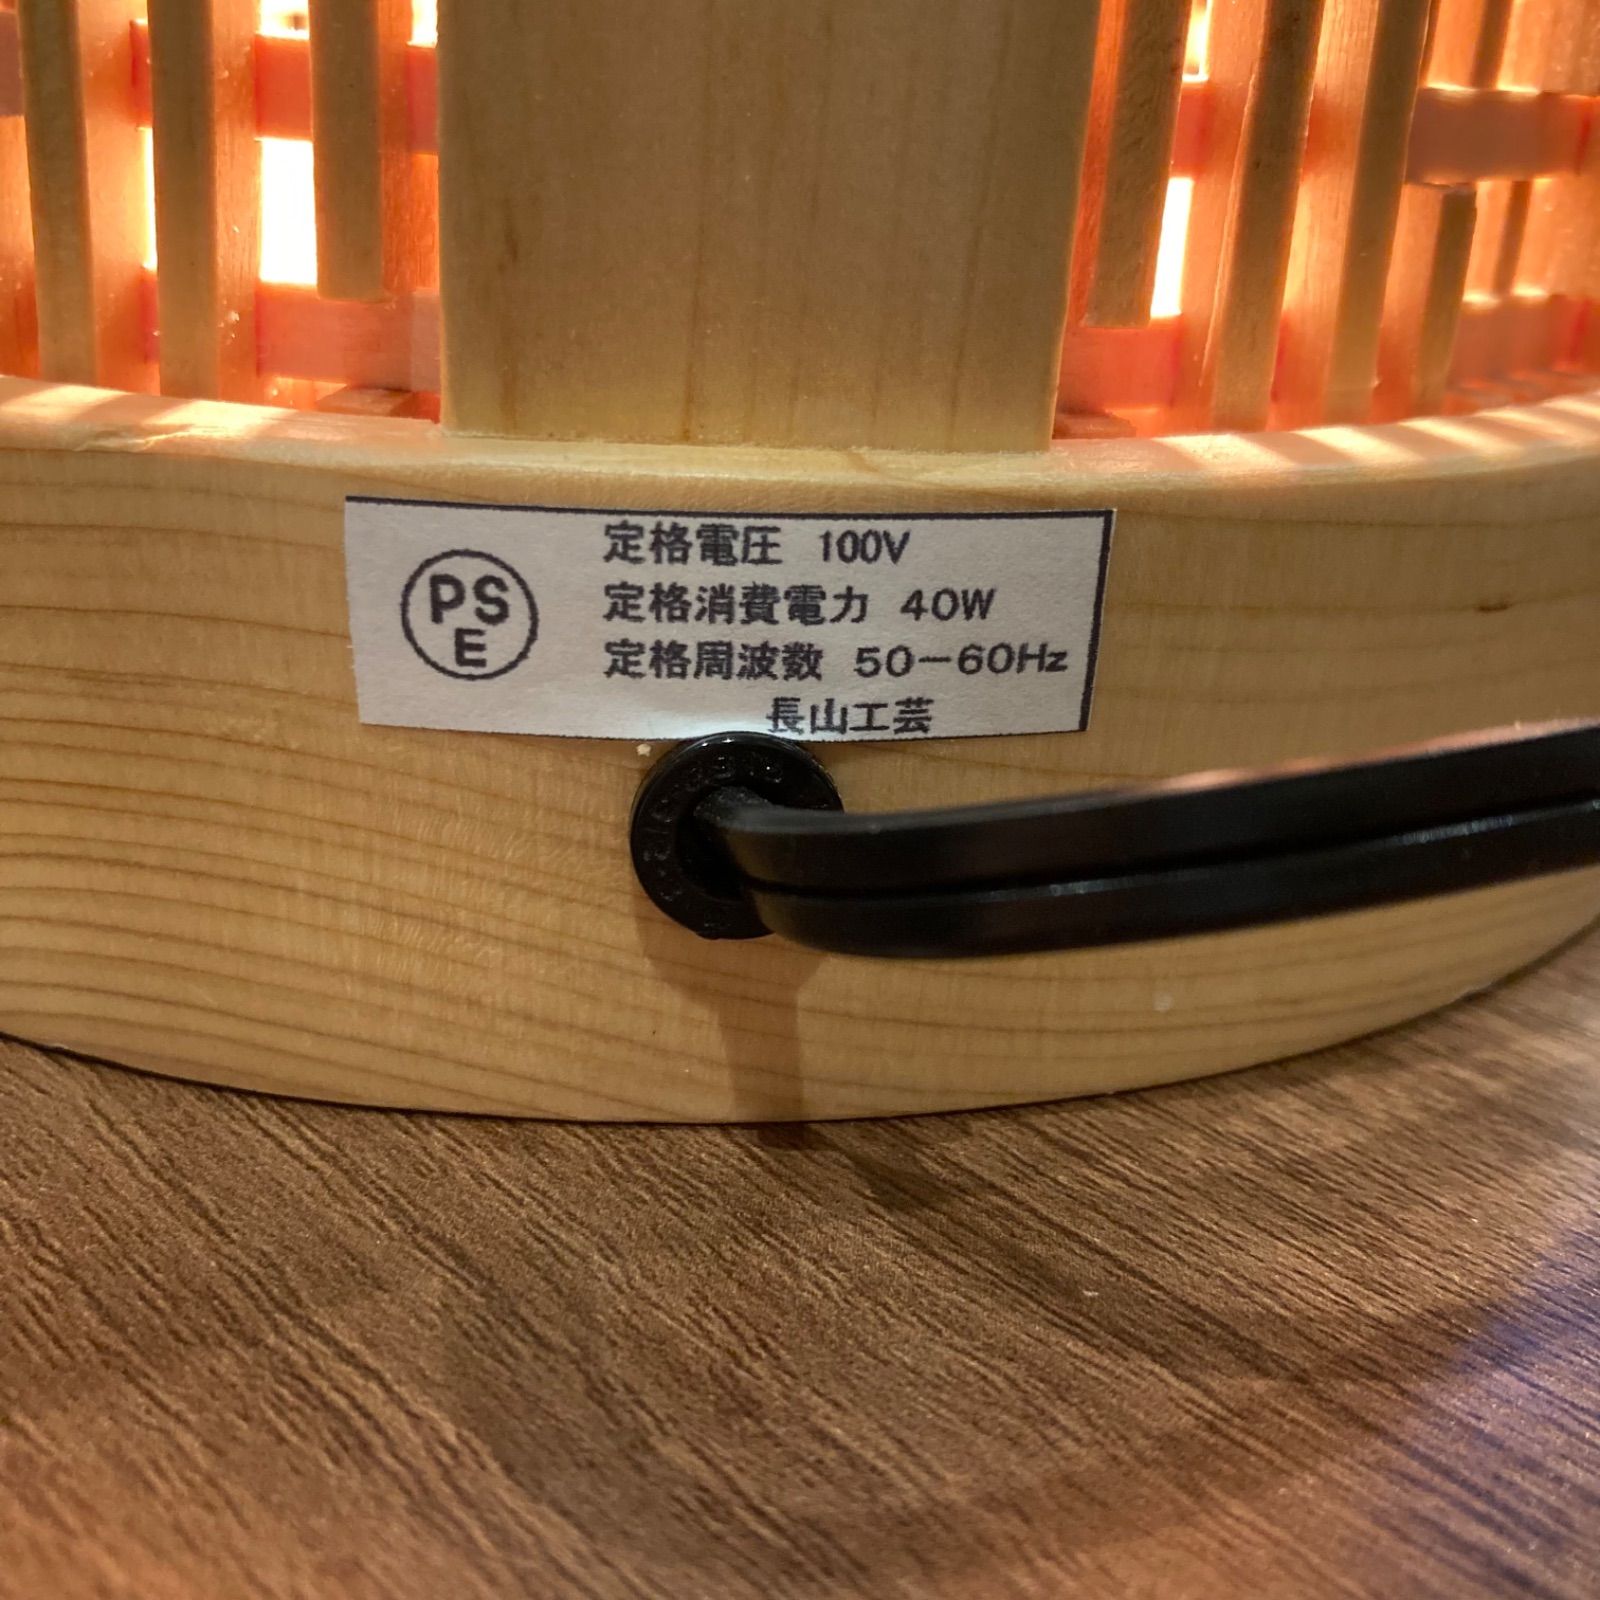 PS
E
定格電圧 100V
定格消費電力 40W
定格周波数 50-60Hz
長山工芸